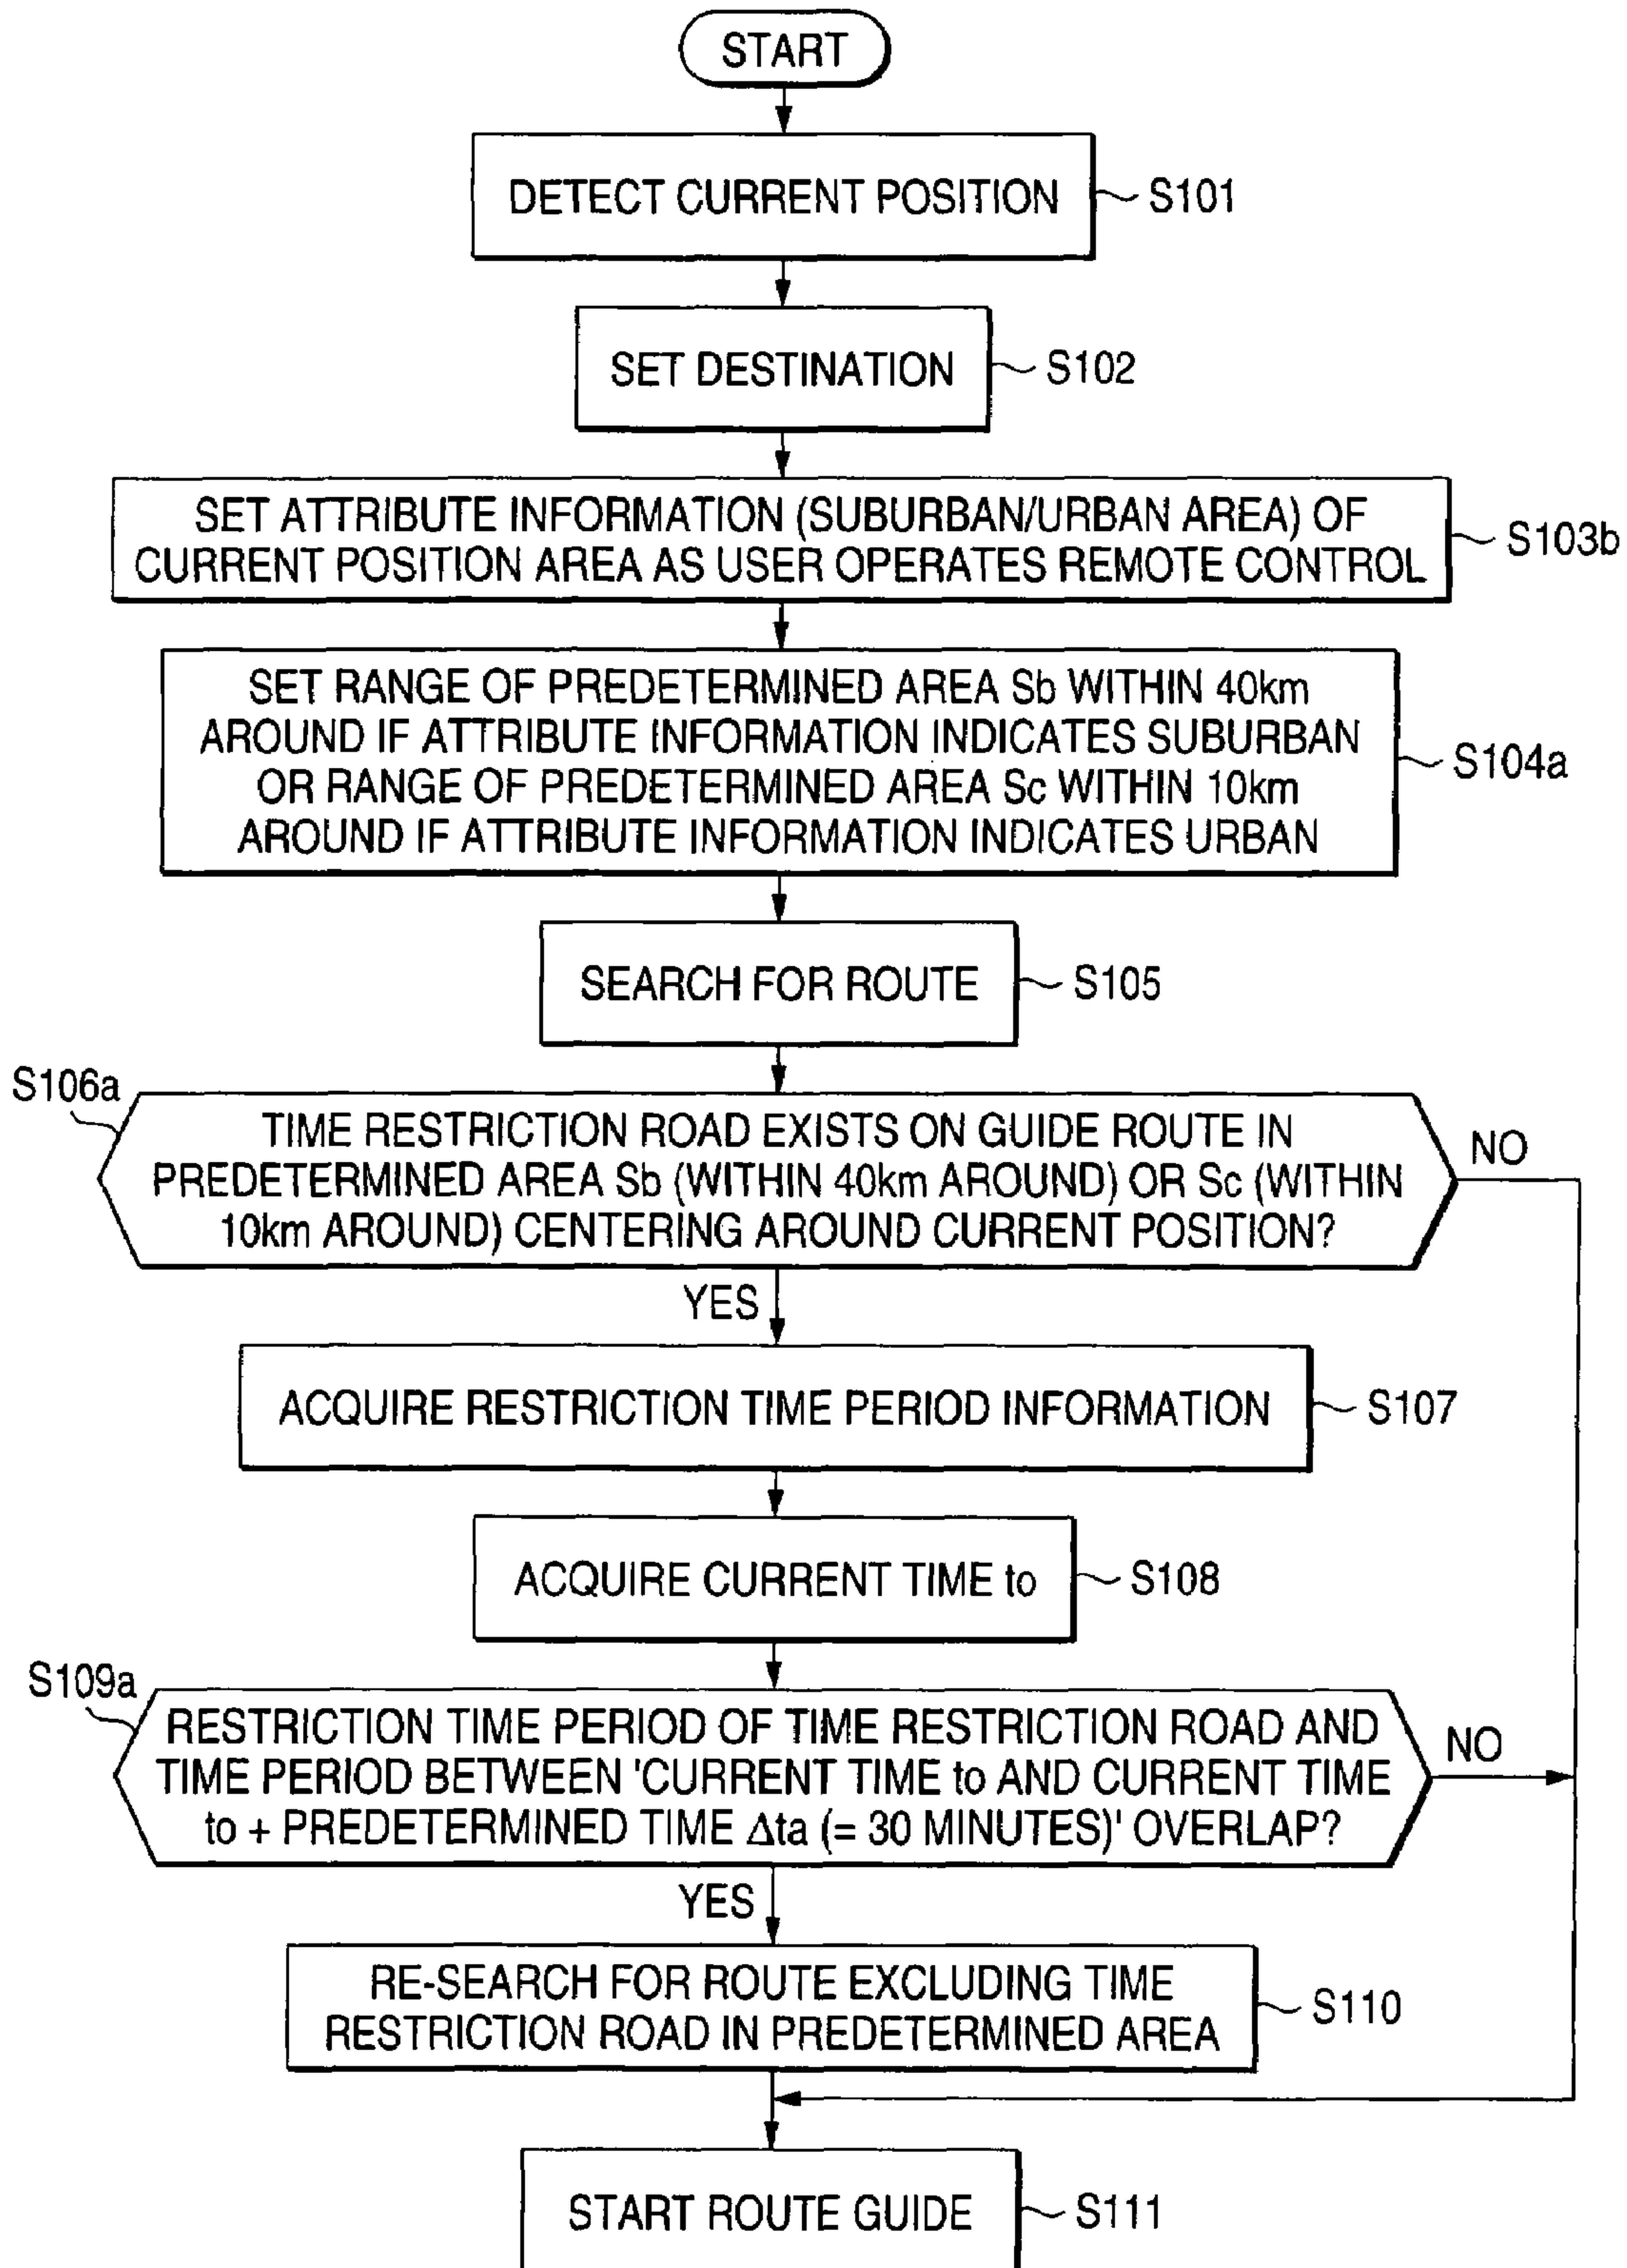 START
DETECT CURRENT POSITION
S101
SET DESTINATION
S102
SET ATTRIBUTE INFORMATION (SUBURBAN/URBAN AREA) OF
CURRENT POSITION AREA AS USER OPERATES REMOTE CONTROL
S103b
SET RANGE OF PREDETERMINED AREA Sb WITHIN 40km
AROUND IF ATTRIBUTE INFORMATION INDICATES SUBURBAN
OR RANGE OF PREDETERMINED AREA Sc WITHIN 10km
AROUND IF ATTRIBUTE INFORMATION INDICATES URBAN
S104a
SEARCH FOR ROUTE
S105
S106a
TIME RESTRICTION ROAD EXISTS ON GUIDE ROUTE IN
PREDETERMINED AREA Sb (WITHIN 40km AROUND) OR Sc (WITHIN
10km AROUND) CENTERING AROUND CURRENT POSITION?
NO
YES
ACQUIRE RESTRICTION TIME PERIOD INFORMATION
S107
ACQUIRE CURRENT TIME to
S108
S109a
RESTRICTION TIME PERIOD OF TIME RESTRICTION ROAD AND
TIME PERIOD BETWEEN 'CURRENT TIME to AND CURRENT TIME
to + PREDETERMINED TIME Δta (= 30 MINUTES)' OVERLAP?
NO
YES
RE-SEARCH FOR ROUTE EXCLUDING TIME
RESTRICTION ROAD IN PREDETERMINED AREA
S110
START ROUTE GUIDE
S111